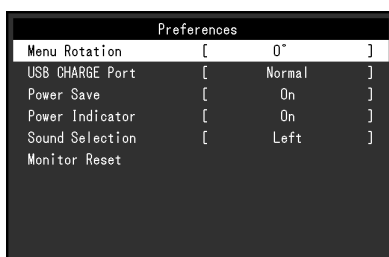 Preferences
Menu Rotation [ 0° ]
USB CHARGE Port [ Normal ]
Power Save [ On ]
Power Indicator [ On ]
Sound Selection [ Left ]
Monitor Reset